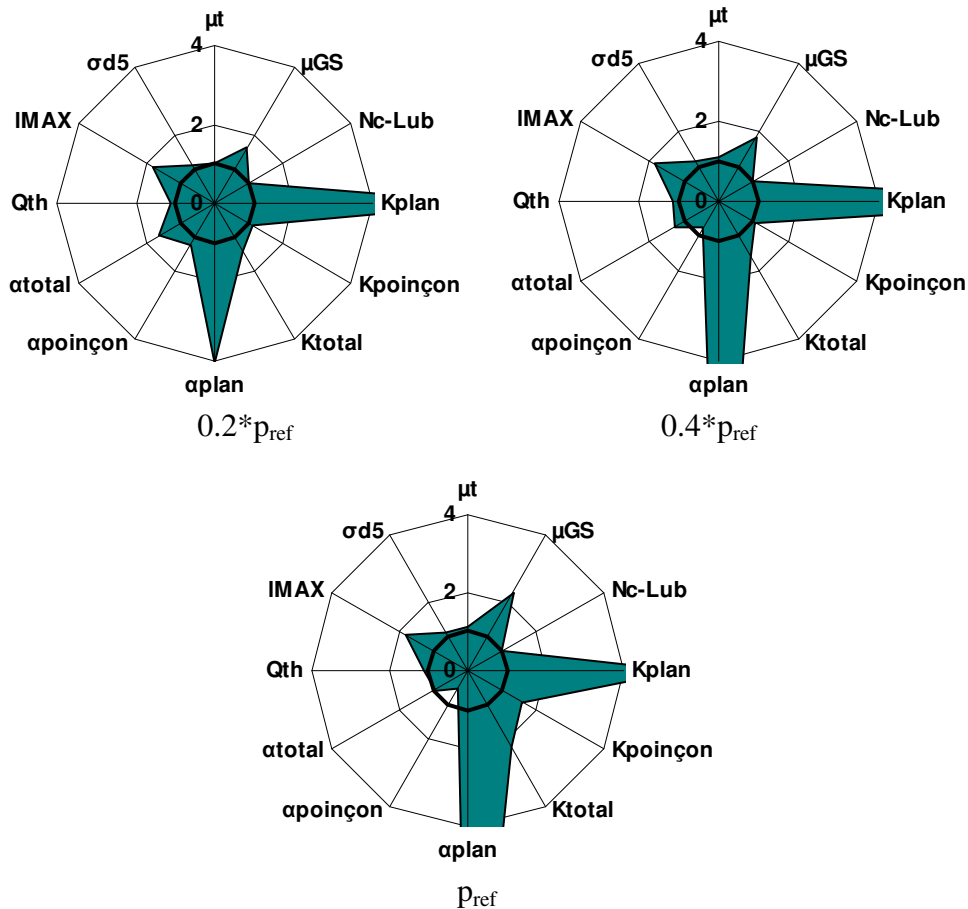 µt
4
σd5
µGS
IMAX
2
Nc-Lub
Qth
0
Kplan
αtotal
Kpoinçon
αpoinçon
Ktotal
αplan
0.2*pref
µt
4
σd5
µGS
IMAX
2
Nc-Lub
Qth
0
Kplan
αtotal
Kpoinçon
αpoinçon
Ktotal
αplan
0.4*pref
µt
4
σd5
µGS
IMAX
2
Nc-Lub
Qth
0
Kplan
αtotal
Kpoinçon
αpoinçon
Ktotal
αplan
pref